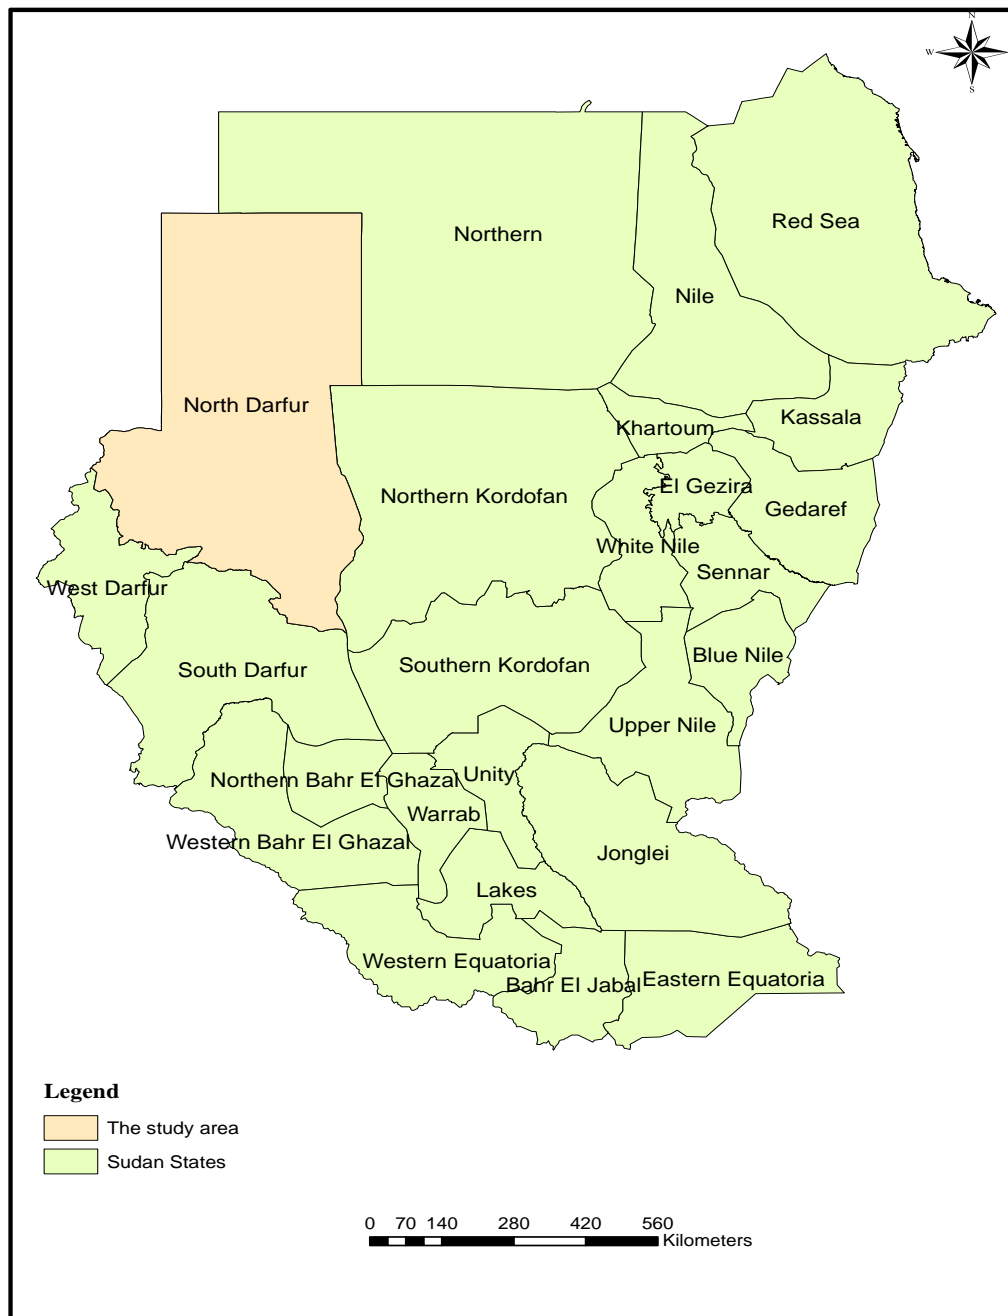 N
W
S
Red Sea
Northern
Nile
North Darfur
Kassala
Khartoum
El Gezira
Northern Kordofan
Gedaref
White Nile
Sennar
West Darfur
Blue Nile
Southern Kordofan
South Darfur
Upper Nile
Unity
Northern Bahr El Ghazal
Warrab
Western Bahr El Ghazal
Jonglei
Lakes
Western Equatoria
Eastern Equatoria
Bahr El Jabal
Legend
The study area
Sudan States
0 70 140 280 420 560
Kilometers